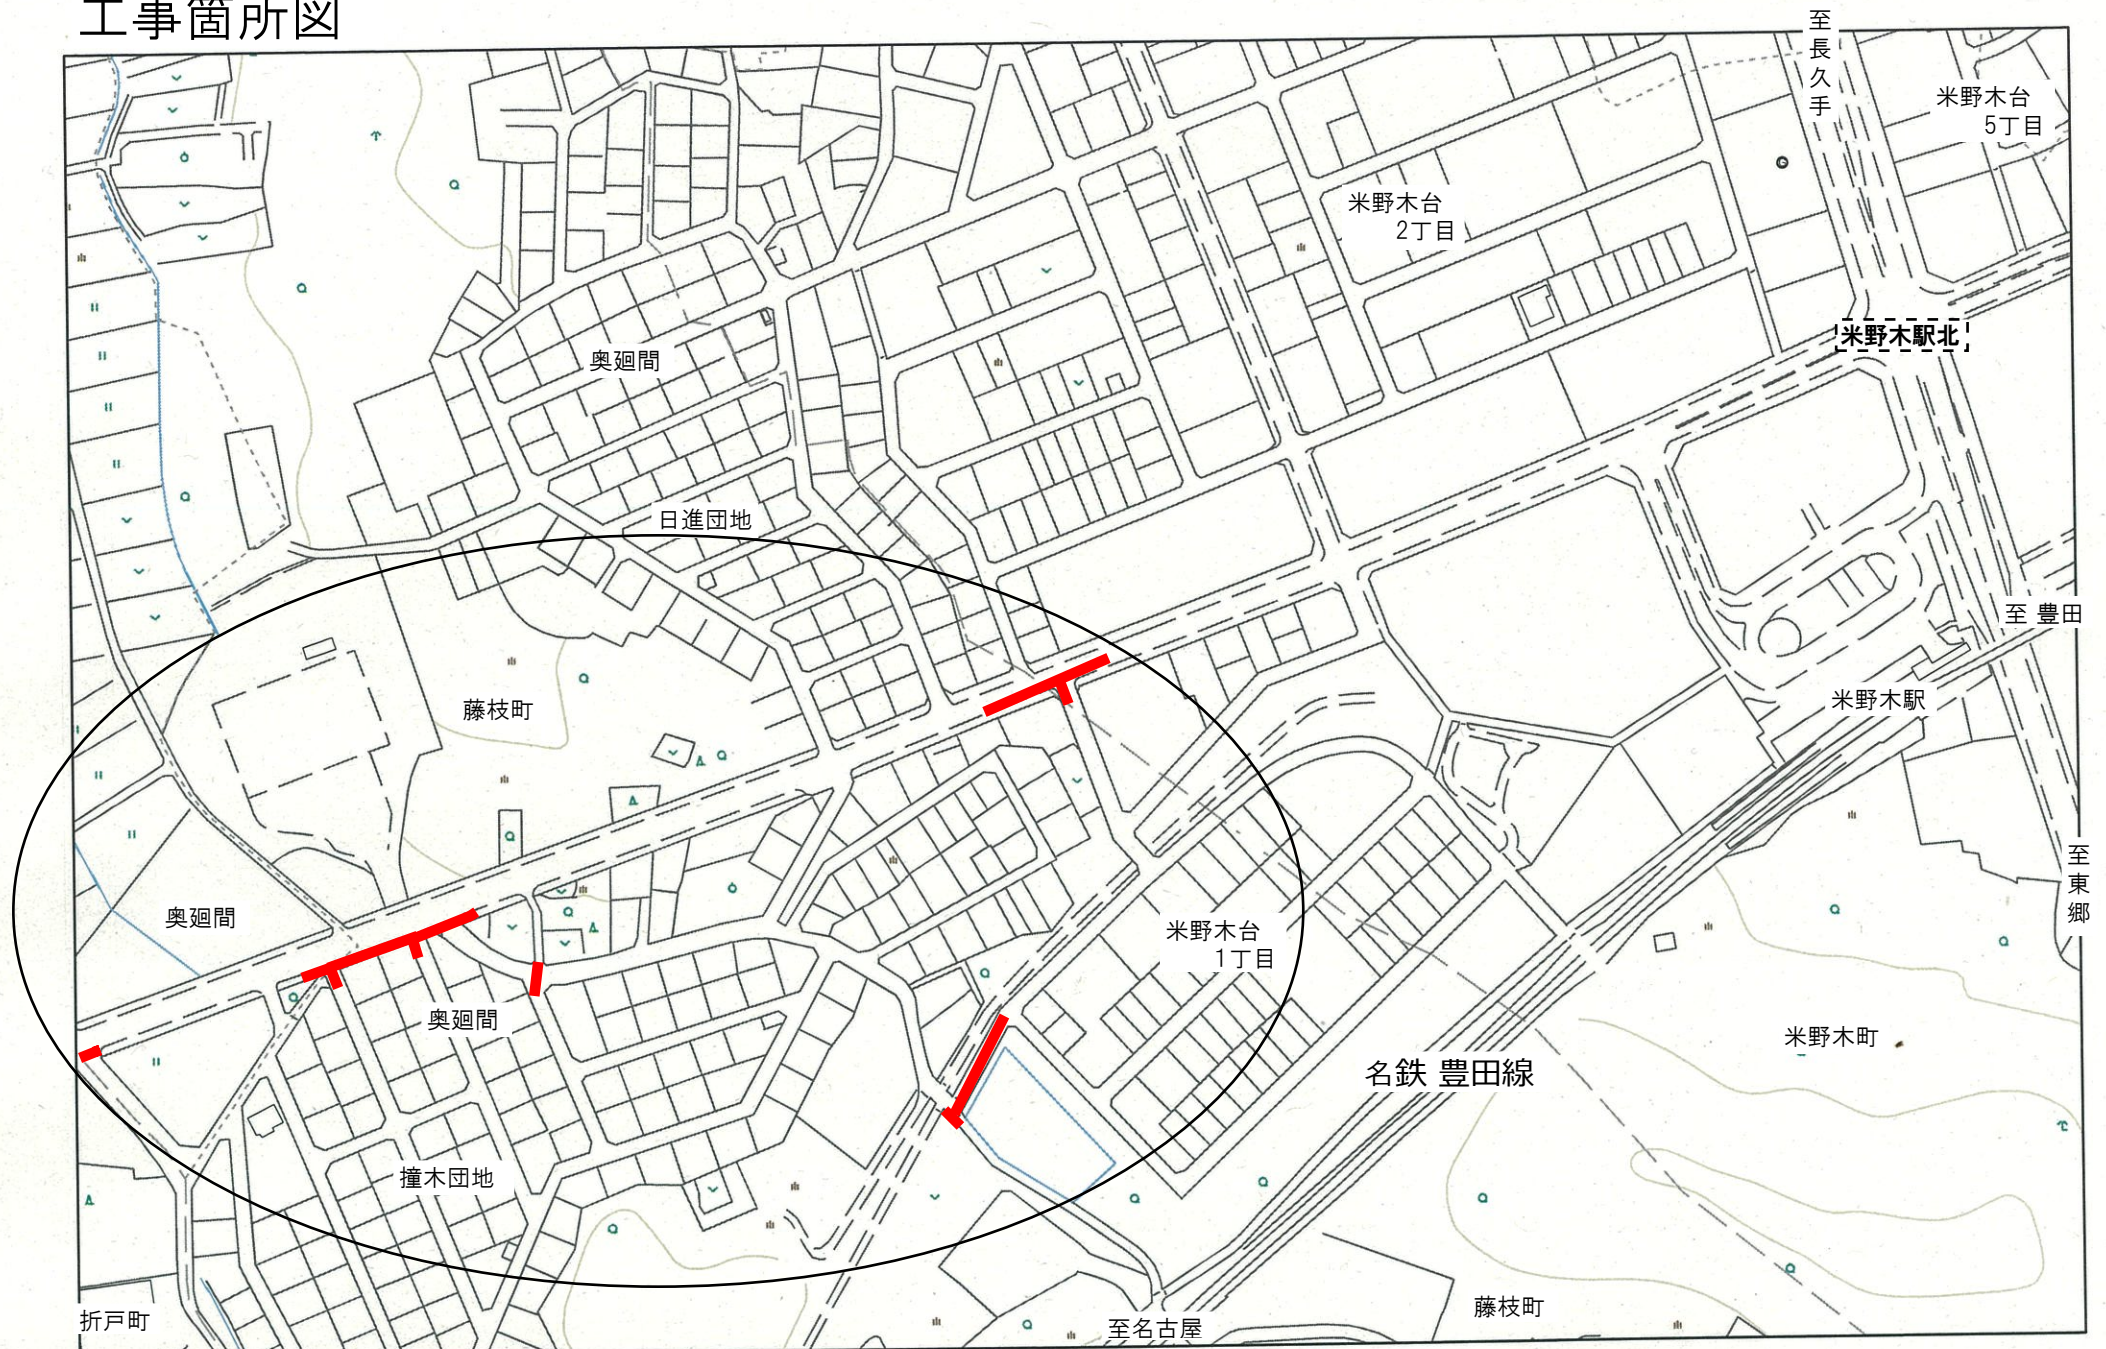 工事箇所図
至長久手
米野木台
5丁目
米野木台
2丁目
米野木駅北
奥廻間
日進団地
至 豊田
藤枝町
米野木駅
至東郷
奥廻間
米野木台
1丁目
奥廻間
米野木町
名鉄 豊田線
撞木団地
藤枝町
折戸町
至名古屋